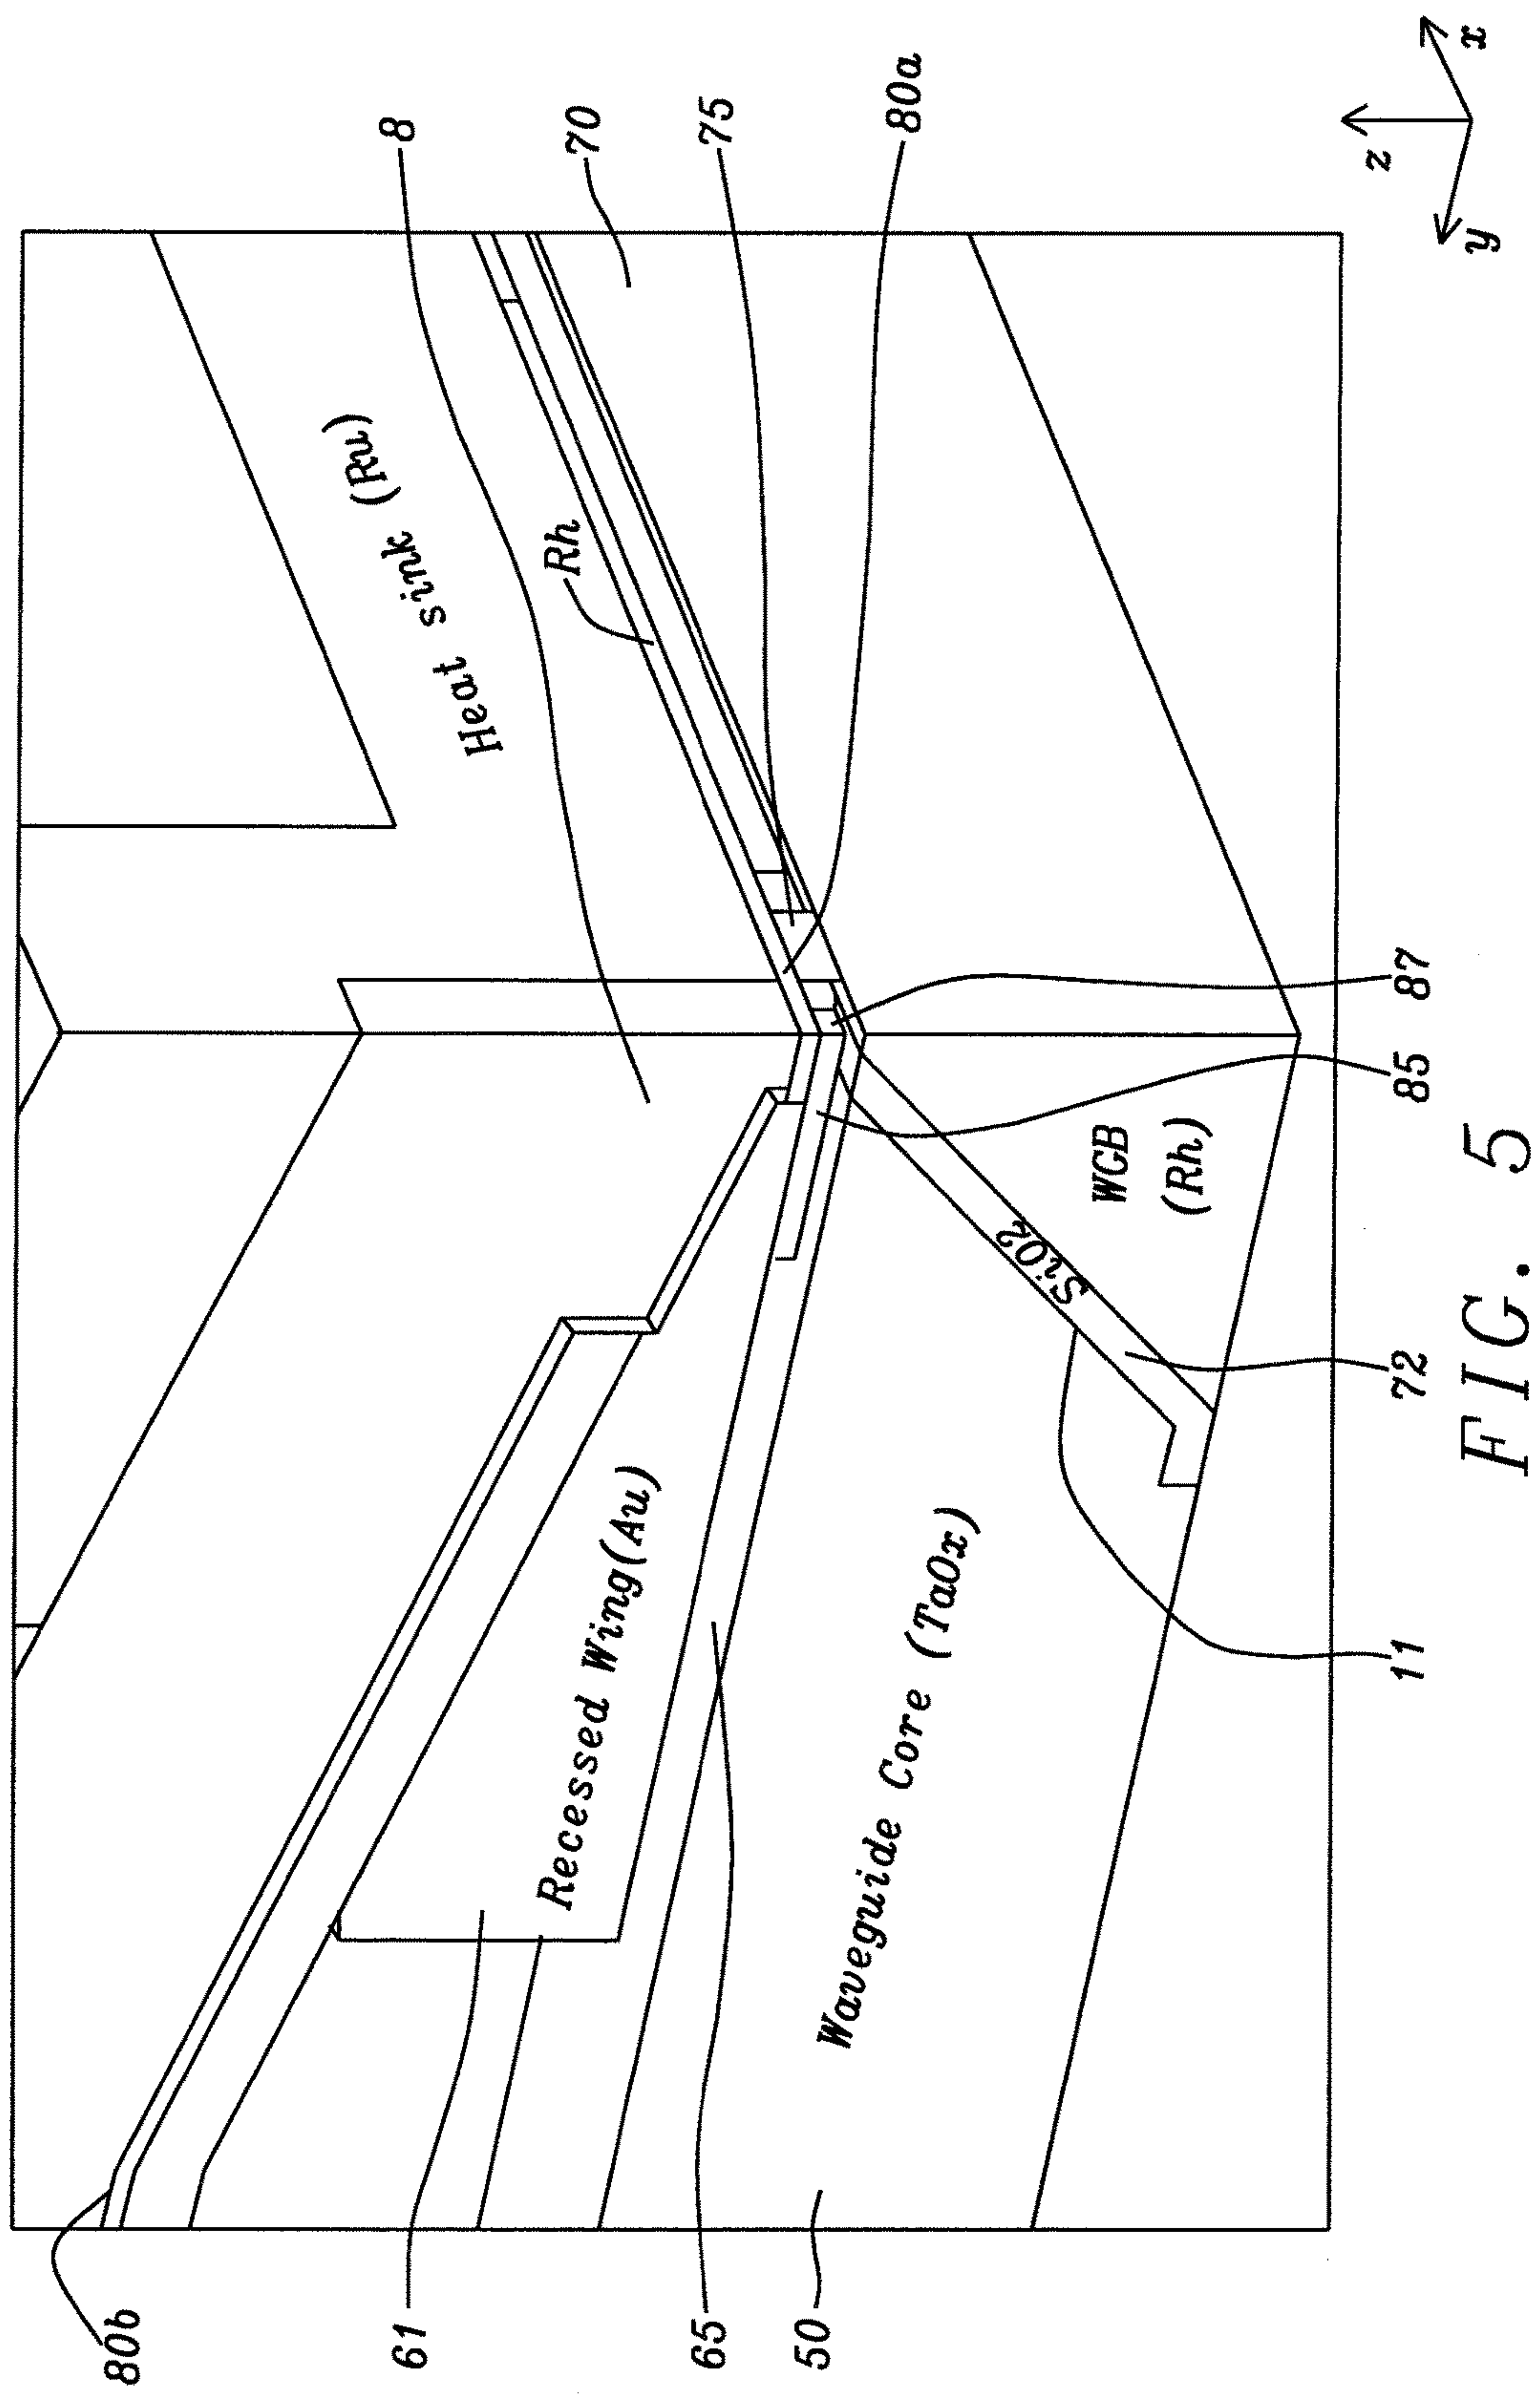 8
70
75
80a
z
x
y
Heat sink (Ru)
Rh
87
85
WGB
(Rh)
SiO2
72
11
Recessed Wing(Au)
Waveguide Core (TaOx)
80b
61
65
50
FIG. 5